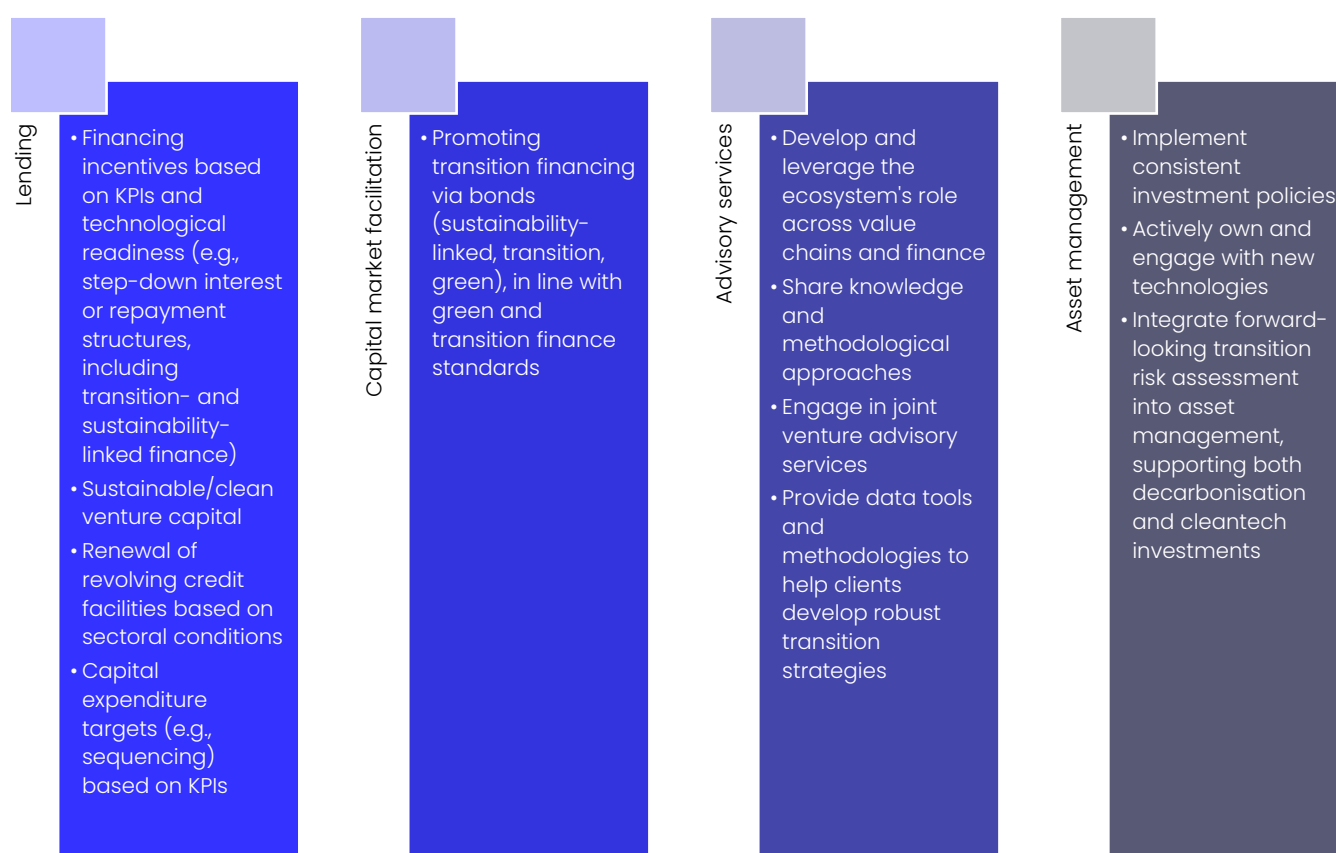 Lending
• Financing
incentives based
on KPIs and
technological
readiness (e.g.,
step-down interest
or repayment
structures,
including
transition- and
sustainability-
linked finance)
• Sustainable/clean
venture capital
• Renewal of
revolving credit
facilities based on
sectoral conditions
• Capital
expenditure
targets (e.g.,
sequencing)
based on KPIs
Capital market facilitation
• Promoting
transition financing
via bonds
(sustainability-
linked, transition,
green), in line with
green and
transition finance
standards
Advisory services
• Develop and
leverage the
ecosystem's role
across value
chains and finance
• Share knowledge
and
methodological
approaches
• Engage in joint
venture advisory
services
• Provide data tools
and
methodologies to
help clients
develop robust
transition
strategies
Asset management
• Implement
consistent
investment policies
• Actively own and
engage with new
technologies
• Integrate forward-
looking transition
risk assessment
into asset
management,
supporting both
decarbonisation
and cleantech
investments